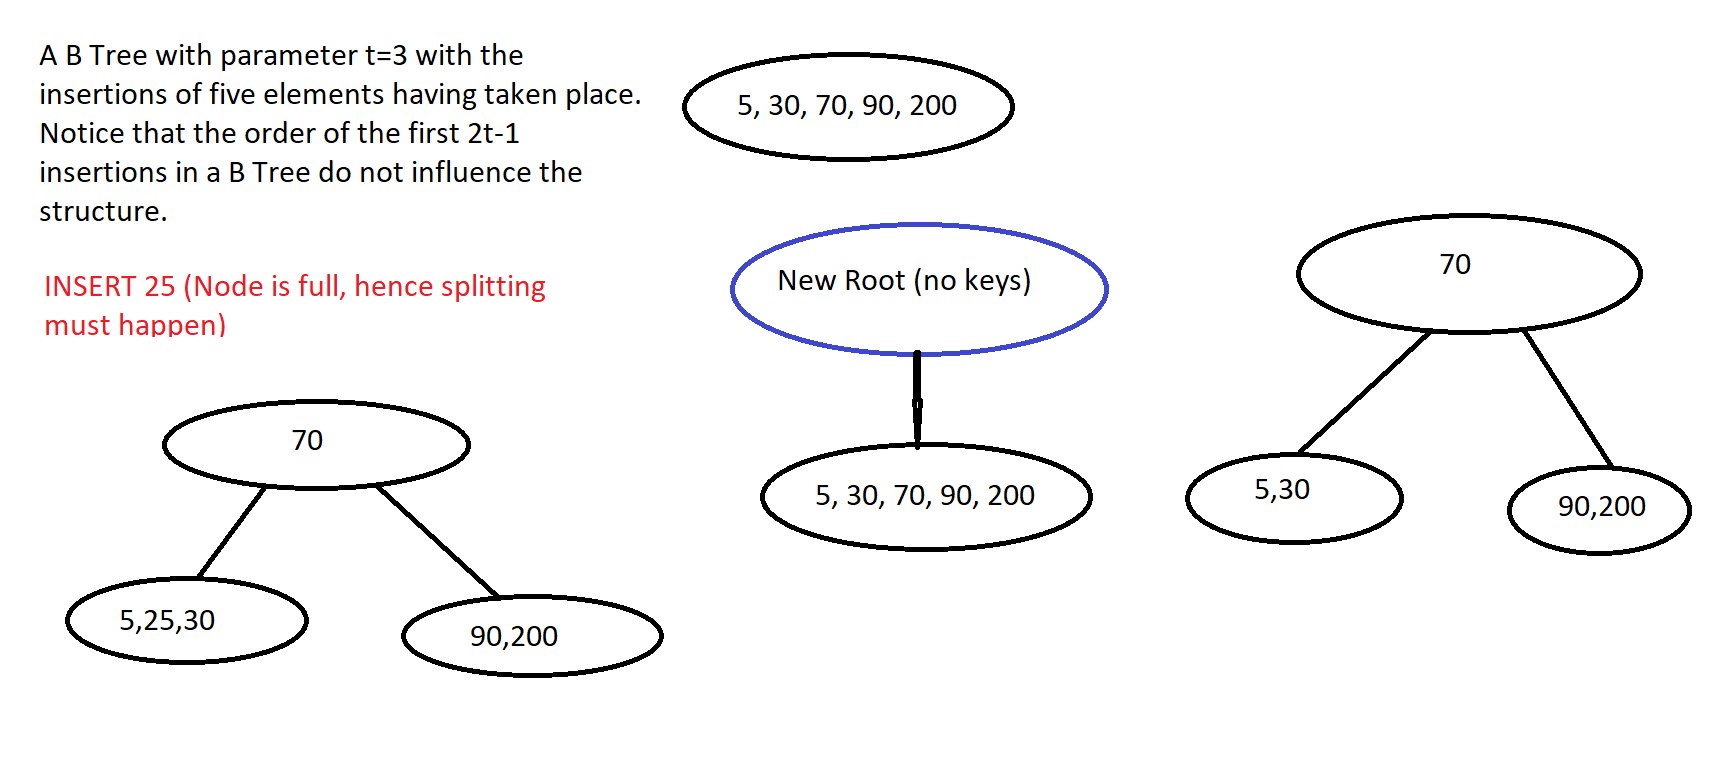 A B Tree with parameter t=3 with the
insertions of five elements having taken place.
Notice that the order of the first 2t-1
insertions in a B Tree do not influence the
structure.
INSERT 25 (Node is full, hence splitting
must happen)
5, 30, 70, 90, 200
New Root (no keys)
5, 30, 70, 90, 200
70
5,30
90,200
70
5,25,30
90,200